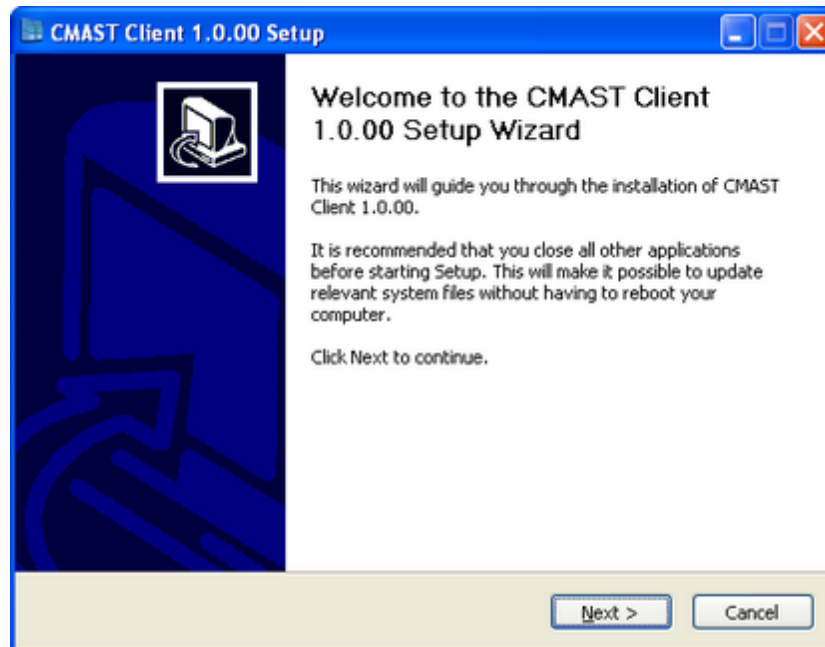 CMAST Client 1.0.00 Setup
Welcome to the CMAST Client
1.0.00 Setup Wizard
This wizard will guide you through the installation of CMAST
Client 1.0.00.
It is recommended that you close all other applications
before starting Setup. This will make it possible to update
relevant system files without having to reboot your
computer.
Click Next to continue.
Next >
Cancel